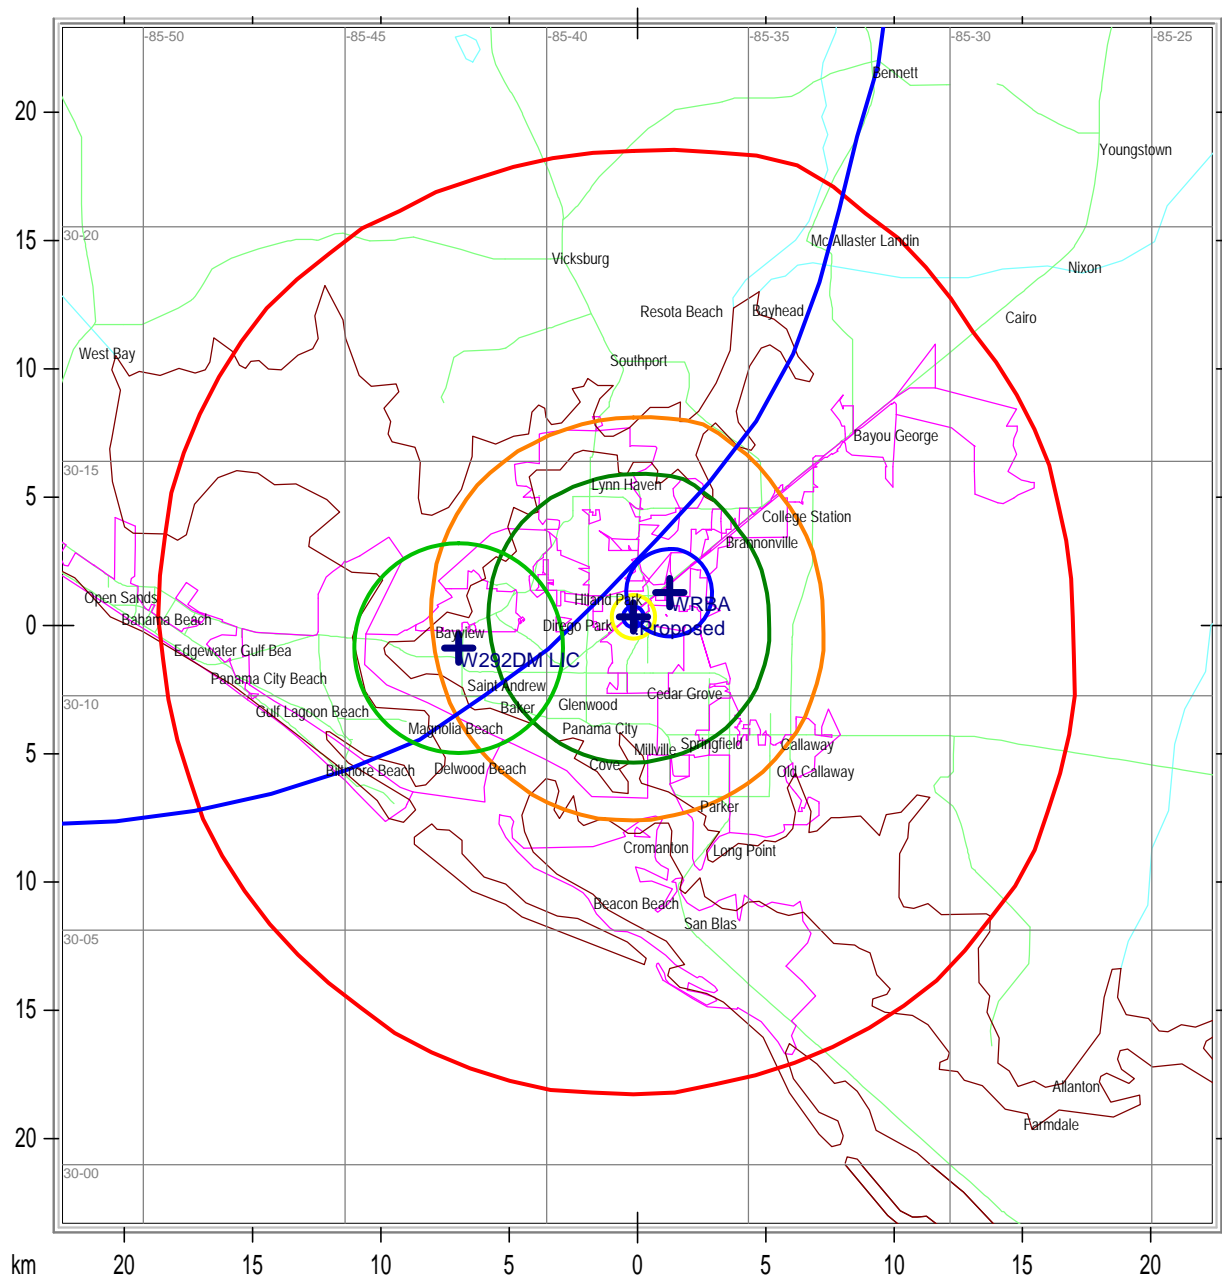 -85-50
-85-45
-85-40
-85-35
-85-30
-85-25
Bennett
20
Youngstown
15
30-20
Mc Allaster Landin
Vicksburg
Nixon
Resota Beach
Bayhead
Cairo
West Bay
10
Southport
Bayou George
30-15
Lynn Haven
5
College Station
Brannonville
Open Sands
Hiland Park
WRBA
Bahama Beach
0
Dirego Park
Proposed
Bayview
Edgewater Gulf Bea
W292DM LIC
Panama City Beach
Saint Andrew
Cedar Grove
30-10
Baker
Glenwood
Gulf Lagoon Beach
Magnolia Beach
Panama City
Springfield
Callaway
5
Millville
Cove
Biltmore Beach
Delwood Beach
Old Callaway
Parker
Cromanton
Long Point
10
Beacon Beach
San Blas
30-05
15
Allanton
Farmdale
20
30-00
km
20
15
10
5
0
5
10
15
20